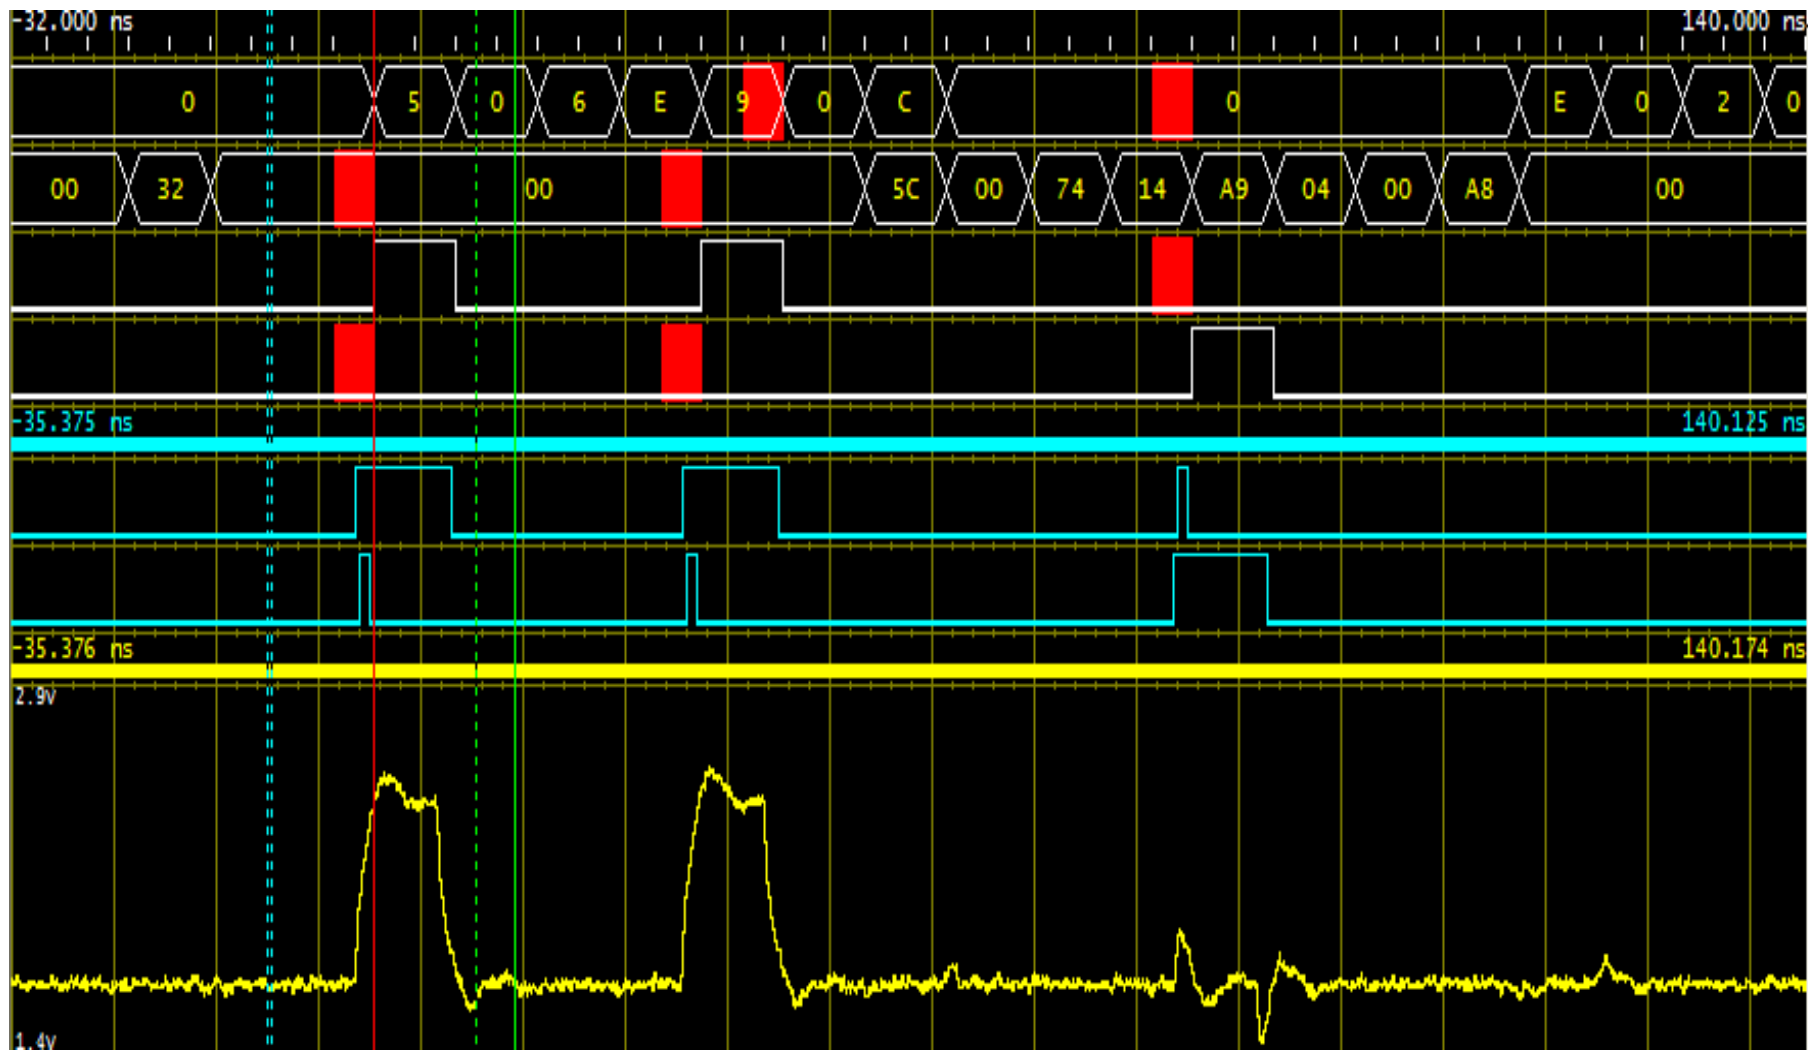 -32.000 ns 140.000 ns
0 5 0 6 E 9 0 C 0 E 0 2 0
00 32 00 5C 00 74 14 A9 04 00 A8 00
-35.375 ns 140.125 ns
-35.376 ns 140.174 ns
2.9V
1.4V